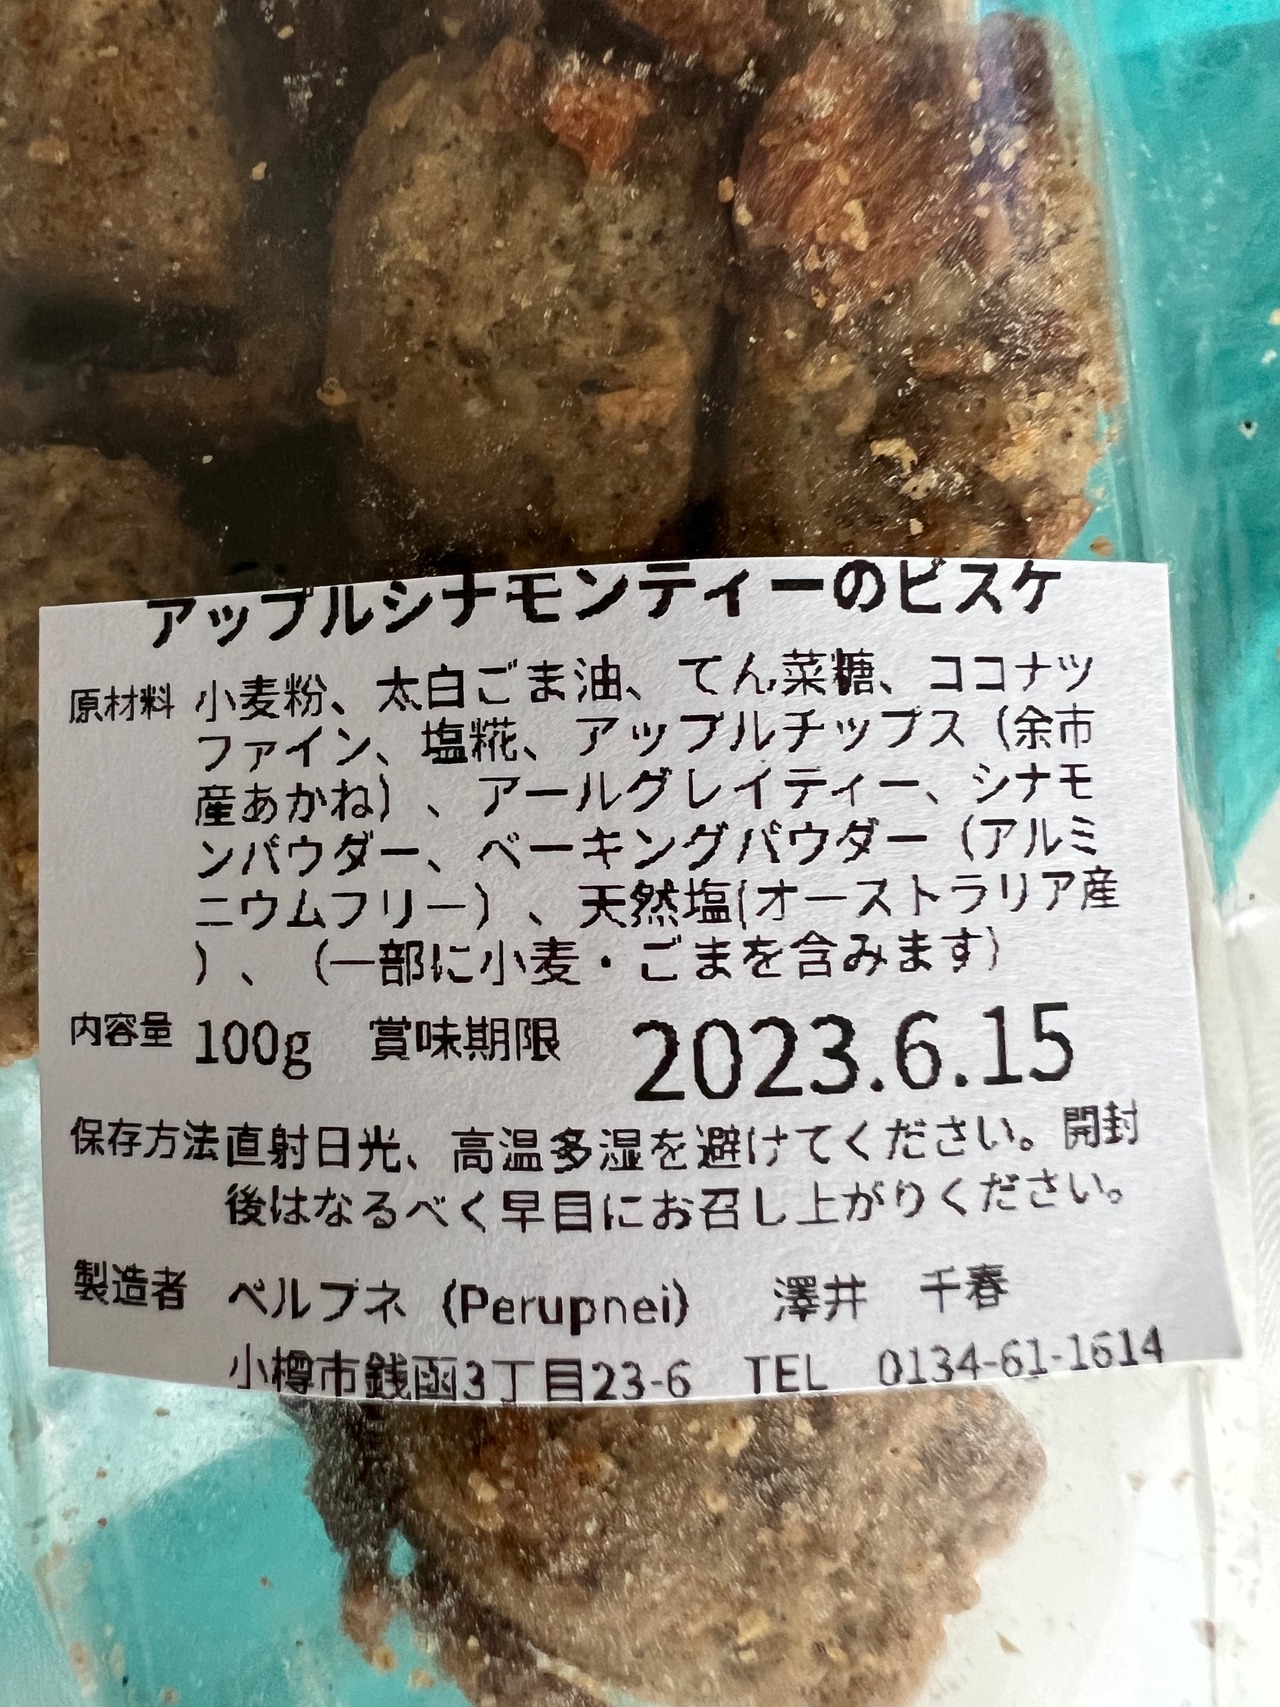 アップルシナモンティーのビスケ
原材料 小麦粉、太白ごま油、てん菜糖、ココナツ
ファイン、塩糀、アップルチップス（余市
産あかね）、アールグレイティー、シナモ
ンパウダー、ベーキングパウダー（アルミ
ニウムフリー）、天然塩(オーストラリア産
）、（一部に小麦・ごまを含みます）
内容量 100g 賞味期限 2023.6.15
保存方法 直射日光、高温多湿を避けてください。開封
後はなるべく早目にお召し上がりください。
製造者 ペルプネ（Perupnei） 澤井 千春
小樽市銭函3丁目23-6 TEL 0134-61-1614